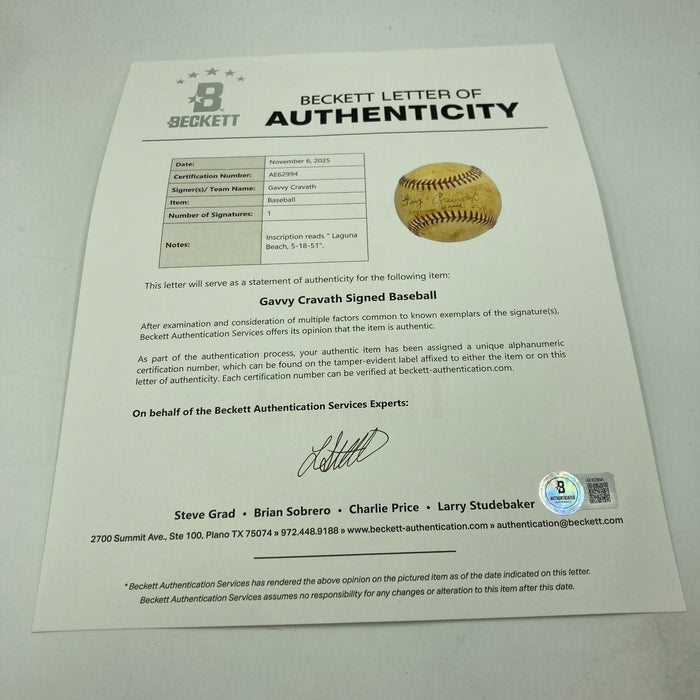 BECKETT
BECKETT LETTER OF
AUTHENTICITY
Date: November 6, 2025
Certification Number: AE62994
Signer(s)/ Team Name: Gavvy Cravath
Item: Baseball
Number of Signatures: 1
Notes: Inscription reads " Laguna
Beach, 5-18-51".
This letter will serve as a statement of authenticity for the following item:
Gavvy Cravath Signed Baseball
After examination and consideration of multiple factors common to known exemplars of the signature(s),
Beckett Authentication Services offers its opinion that the item is authentic.
As part of the authentication process, your authentic item has been assigned a unique alphanumeric
certification number, which can be found on the tamper-evident label affixed to either the item or on this
letter of authenticity. Each certification number can be verified at beckett-authentication.com.
On behalf of the Beckett Authentication Services Experts:
Steve Grad • Brian Sobrero • Charlie Price • Larry Studebaker
2700 Summit Ave., Ste 100, Plano TX 75074 » 972.448.9188 » www.beckett-authentication.com » authentication@beckett.com
*Beckett Authentication Services has rendered the above opinion on the pictured item as of the date indicated on this letter.
Beckett Authentication Services assumes no responsibility for any changes or alteration to this item after this date.